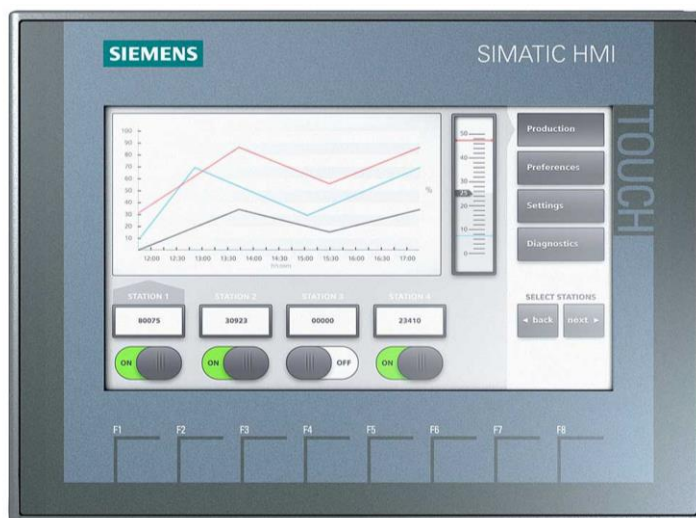 SIEMENS
SIMATIC HMI
TOUCH
100
90
80
70
60
50
40
30
20
10
12:00 12:30 13:00 13:30 14:00 14:30 15:00 15:30 16:00 16:30 17:00
%
50
40
30
25
20
10
0
Production
Preferences
Settings
Diagnostics
STATION 1 STATION 2 STATION 3 STATION 4
80075 30923 00000 23410
ON ON OFF ON
SELECT STATIONS
◄ back next ►
F1 F2 F3 F4 F5 F6 F7 F8